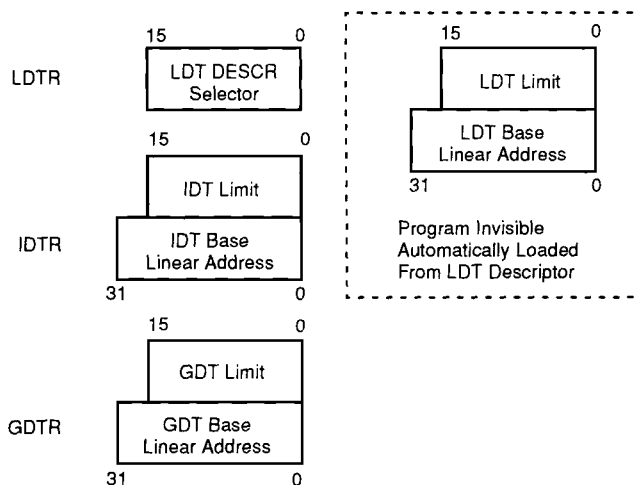 15 0
LDTR
LDT DESCR
Selector
15 0
IDT Limit
IDTR
IDT Base
Linear Address
31 0
15 0
GDT Limit
GDTR
GDT Base
Linear Address
31 0
15 0
LDT Limit
LDT Base
Linear Address
31 0
Program Invisible
Automatically Loaded
From LDT Descriptor